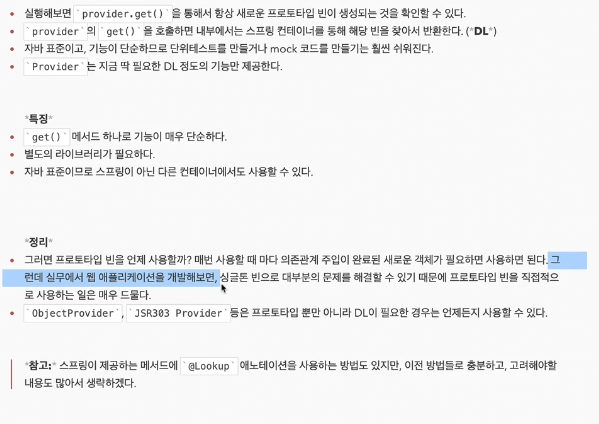 • 실행해보면 `provider.get()`을 통해서 항상 새로운 프로토타입 빈이 생성되는 것을 확인할 수 있다.
• `provider`의 `get()`을 호출하면 내부에서는 스프링 컨테이너를 통해 해당 빈을 찾아서 반환한다. (*DL*)
• 자바 표준이고, 기능이 단순하므로 단위테스트를 만들거나 mock 코드를 만들기는 훨씬 쉬워진다.
• `Provider`는 지금 딱 필요한 DL 정도의 기능만 제공한다.
*특징*
• `get()` 메서드 하나로 기능이 매우 단순하다.
• 별도의 라이브러리가 필요하다.
• 자바 표준이므로 스프링이 아닌 다른 컨테이너에서도 사용할 수 있다.
*정리*
• 그러면 프로토타입 빈을 언제 사용할까? 매번 사용할 때 마다 의존관계 주입이 완료된 새로운 객체가 필요하면 사용하면 된다. 그
런데 실무에서 웹 애플리케이션을 개발해보면, 싱글톤 빈으로 대부분의 문제를 해결할 수 있기 때문에 프로토타입 빈을 직접적으
로 사용하는 일은 매우 드물다.
• `ObjectProvider`, `JSR303 Provider`등은 프로토타입 뿐만 아니라 DL이 필요한 경우는 언제든지 사용할 수 있다.
*참고:* 스프링이 제공하는 메서드에 `@Lookup` 애노테이션을 사용하는 방법도 있지만, 이전 방법들로 충분하고, 고려해야할
내용도 많아서 생략하겠다.